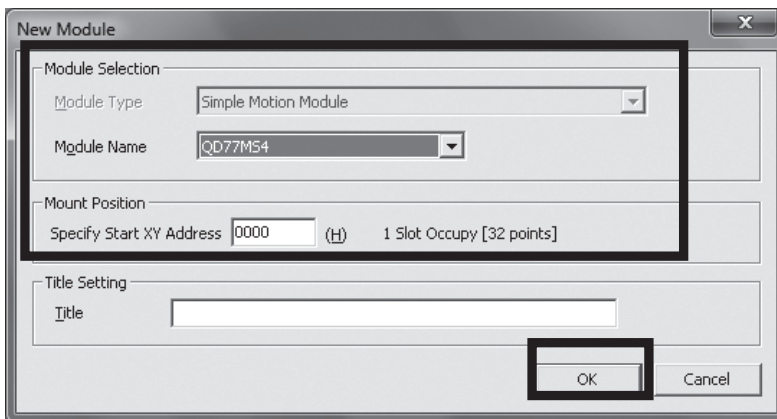 New Module
Module Selection
Module Type Simple Motion Module
Module Name QD77MS4
Mount Position
Specify Start XY Address 0000 (H) 1 Slot Occupy [32 points]
Title Setting
Title
OK Cancel